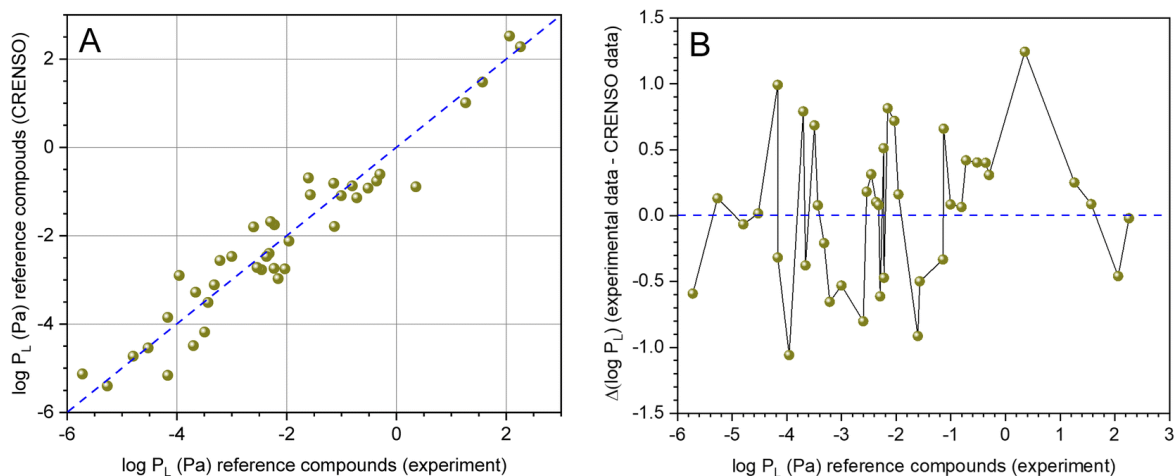 A
log P_L (Pa) reference compouds (CRENSO)
2
0
-2
-4
-6
-6 -4 -2 0 2
log P_L (Pa) reference compounds (experiment)
B
Δ(log P_L) (experimental data - CRENSO data)
1.5
1.0
0.5
0.0
-0.5
-1.0
-1.5
-6 -5 -4 -3 -2 -1 0 1 2 3
log P_L (Pa) reference compounds (experiment)